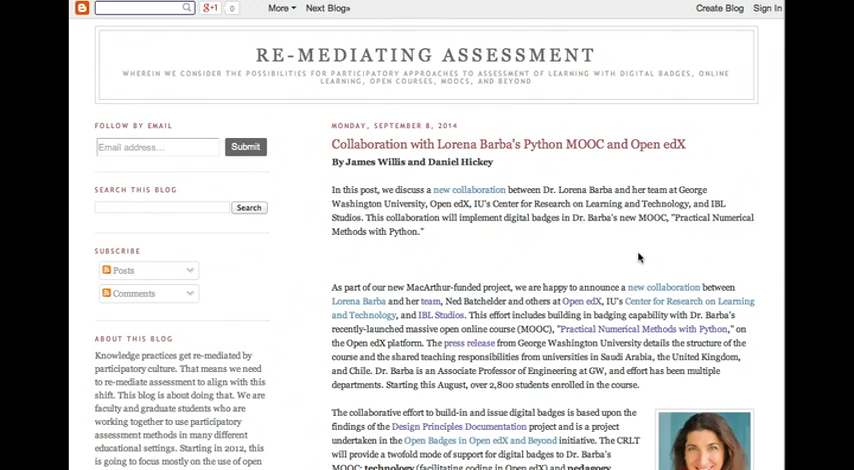 +1 0 More Next Blog» Create Blog Sign In
RE-MEDIATING ASSESSMENT
WHEREIN WE CONSIDER THE POSSIBILITIES FOR PARTICIPATORY APPROACHES TO ASSESSMENT OF LEARNING WITH DIGITAL BADGES, ONLINE
LEARNING, OPEN COURSES, MOOCS, AND BEYOND
FOLLOW BY EMAIL
Email address...
Submit
SEARCH THIS BLOG
Search
SUBSCRIBE
Posts
Comments
ABOUT THIS BLOG
Knowledge practices get re-mediated by
participatory culture. That means we need
to re-mediate assessment to align with this
shift. This blog is about doing that. We are
faculty and graduate students who are
working together to use participatory
assessment methods in many different
educational settings. Starting in 2012, this
is going to focus mostly on the use of open
MONDAY, SEPTEMBER 8, 2014
Collaboration with Lorena Barba's Python MOOC and Open edX
By James Willis and Daniel Hickey
In this post, we discuss a new collaboration between Dr. Lorena Barba and her team at George
Washington University, Open edX, IU's Center for Research on Learning and Technology, and IBL
Studios. This collaboration will implement digital badges in Dr. Barba's new MOOC, "Practical Numerical
Methods with Python."
As part of our new MacArthur-funded project, we are happy to announce a new collaboration between
Lorena Barba and her team, Ned Batchelder and others at Open edX, IU's Center for Research on Learning
and Technology, and IBL Studios. This effort includes building in badging capability with Dr. Barba's
recently-launched massive open online course (MOOC), "Practical Numerical Methods with Python," on
the Open edX platform. The press release from George Washington University details the structure of the
course and the shared teaching responsibilities from universities in Saudi Arabia, the United Kingdom,
and Chile. Dr. Barba is an Associate Professor of Engineering at GW, and effort has been multiple
departments. Starting this August, over 2,800 students enrolled in the course.
The collaborative effort to build-in and issue digital badges is based upon the
findings of the Design Principles Documentation project and is a project
undertaken in the Open Badges in Open edX and Beyond initiative. The CRLT
will provide a twofold mode of support for digital badges to Dr. Barba's
MOOC: technology (facilitating coding in Open edX) and pedagogy